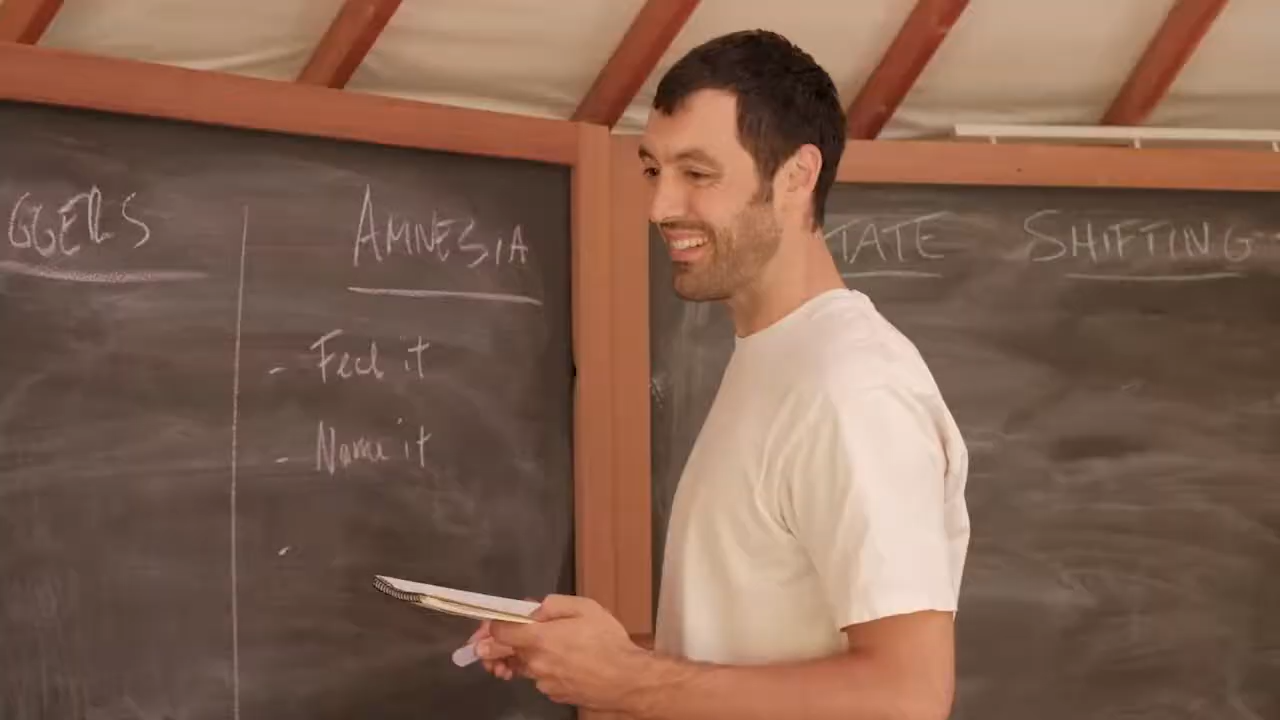 GGERS
AMNESIA
- Feel it
- Name it
-
TATE SHIFTING